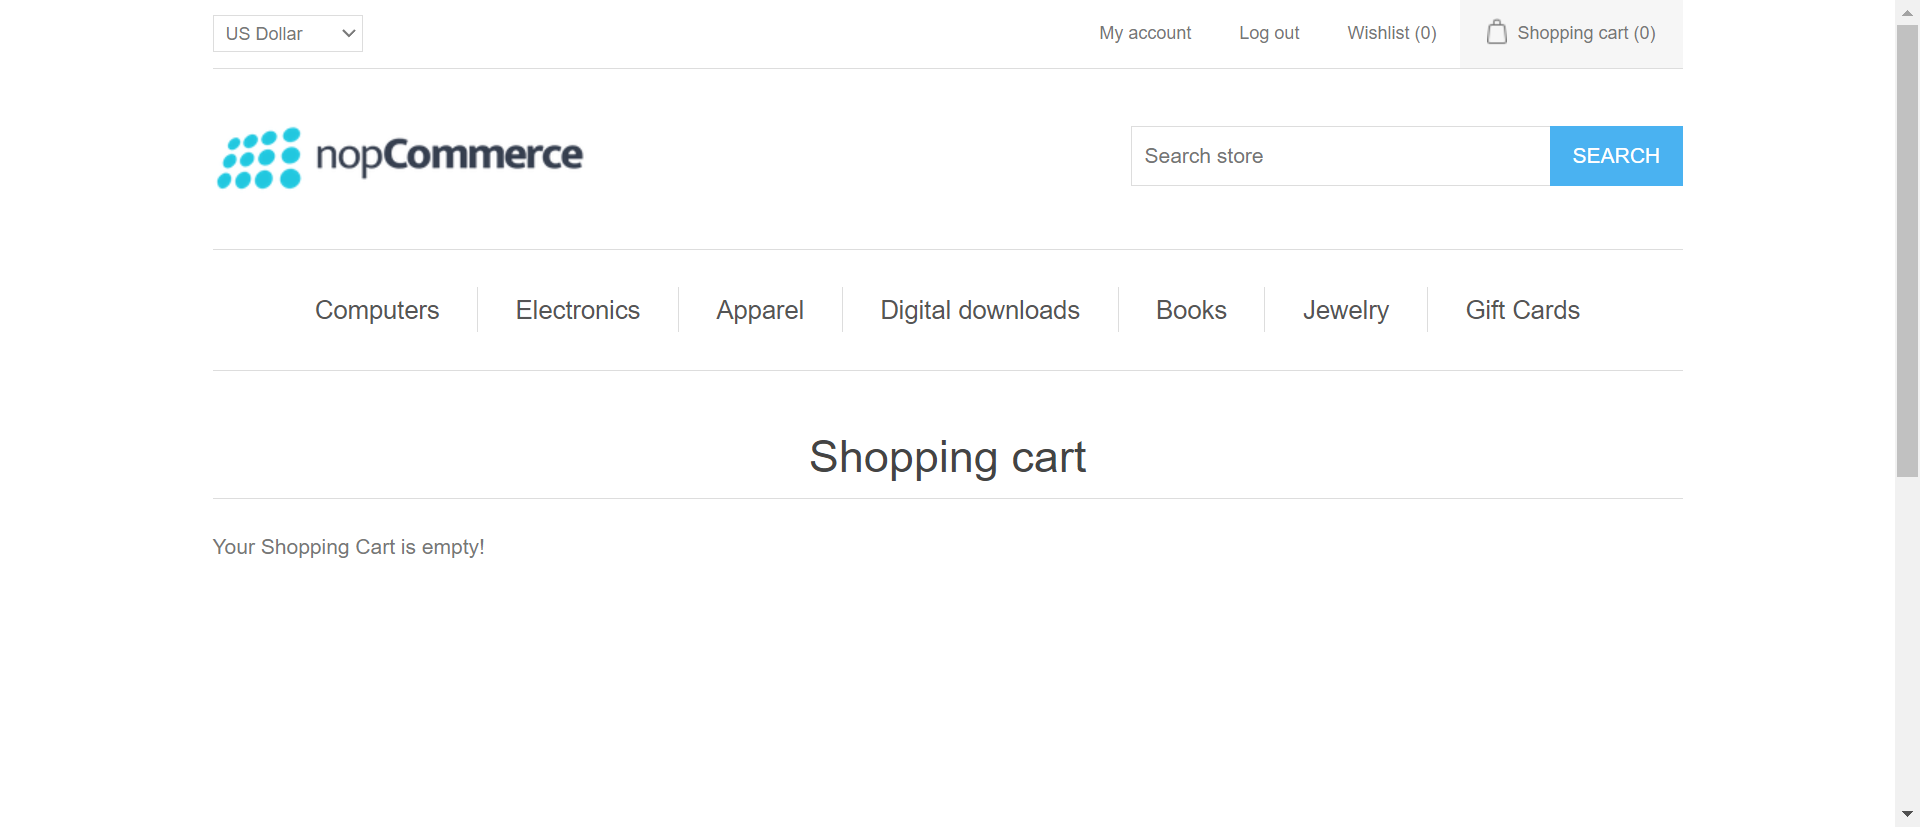 US Dollar
My account
Log out
Wishlist (0)
Shopping cart (0)
nopCommerce
Search store
SEARCH
Computers
Electronics
Apparel
Digital downloads
Books
Jewelry
Gift Cards
Shopping cart
Your Shopping Cart is empty!